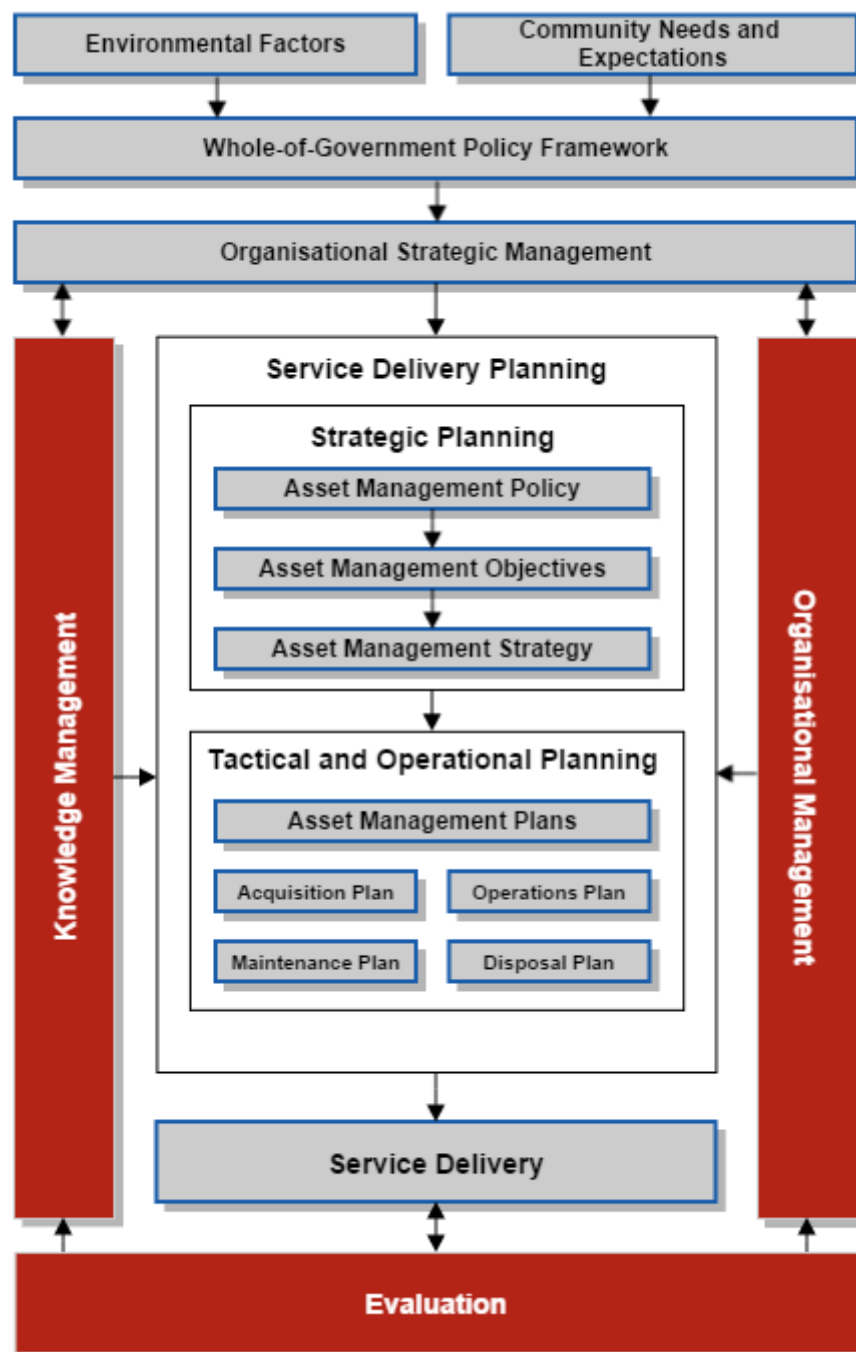 Environmental Factors
Community Needs and
Expectations
Whole-of-Government Policy Framework
Organisational Strategic Management
Knowledge Management
Service Delivery Planning
Strategic Planning
Asset Management Policy
Asset Management Objectives
Asset Management Strategy
Tactical and Operational Planning
Asset Management Plans
Acquisition Plan
Operations Plan
Maintenance Plan
Disposal Plan
Organisational Management
Service Delivery
Evaluation